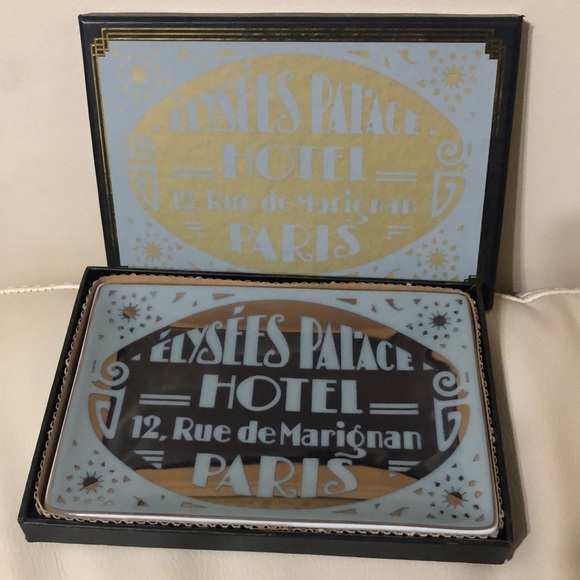 ÉLYSÉES PALACE
HOTEL
12, Rue de Marignan
PARIS
ÉLYSÉES PALACE
HOTEL
12, Rue de Marignan
PARIS